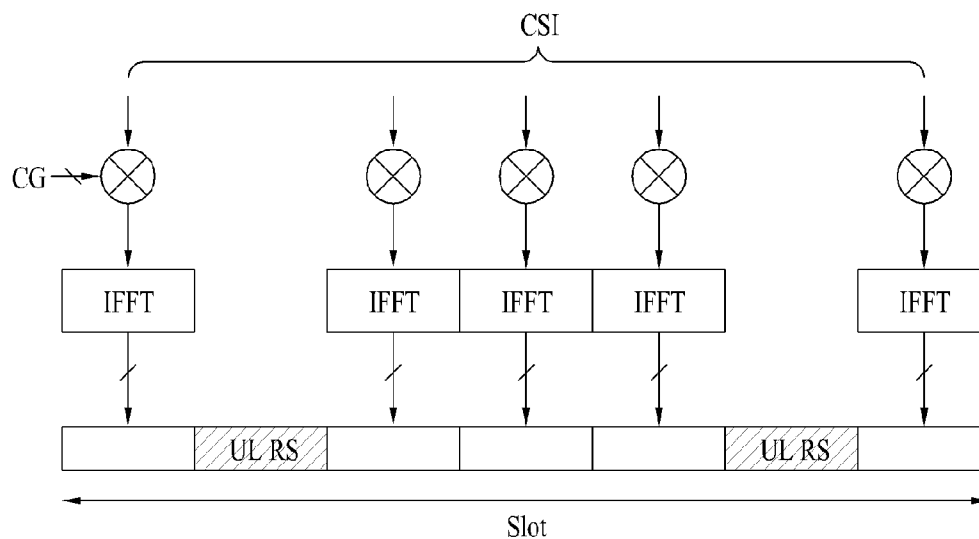 CSI
CG
IFFT IFFT IFFT IFFT IFFT
UL RS UL RS
Slot